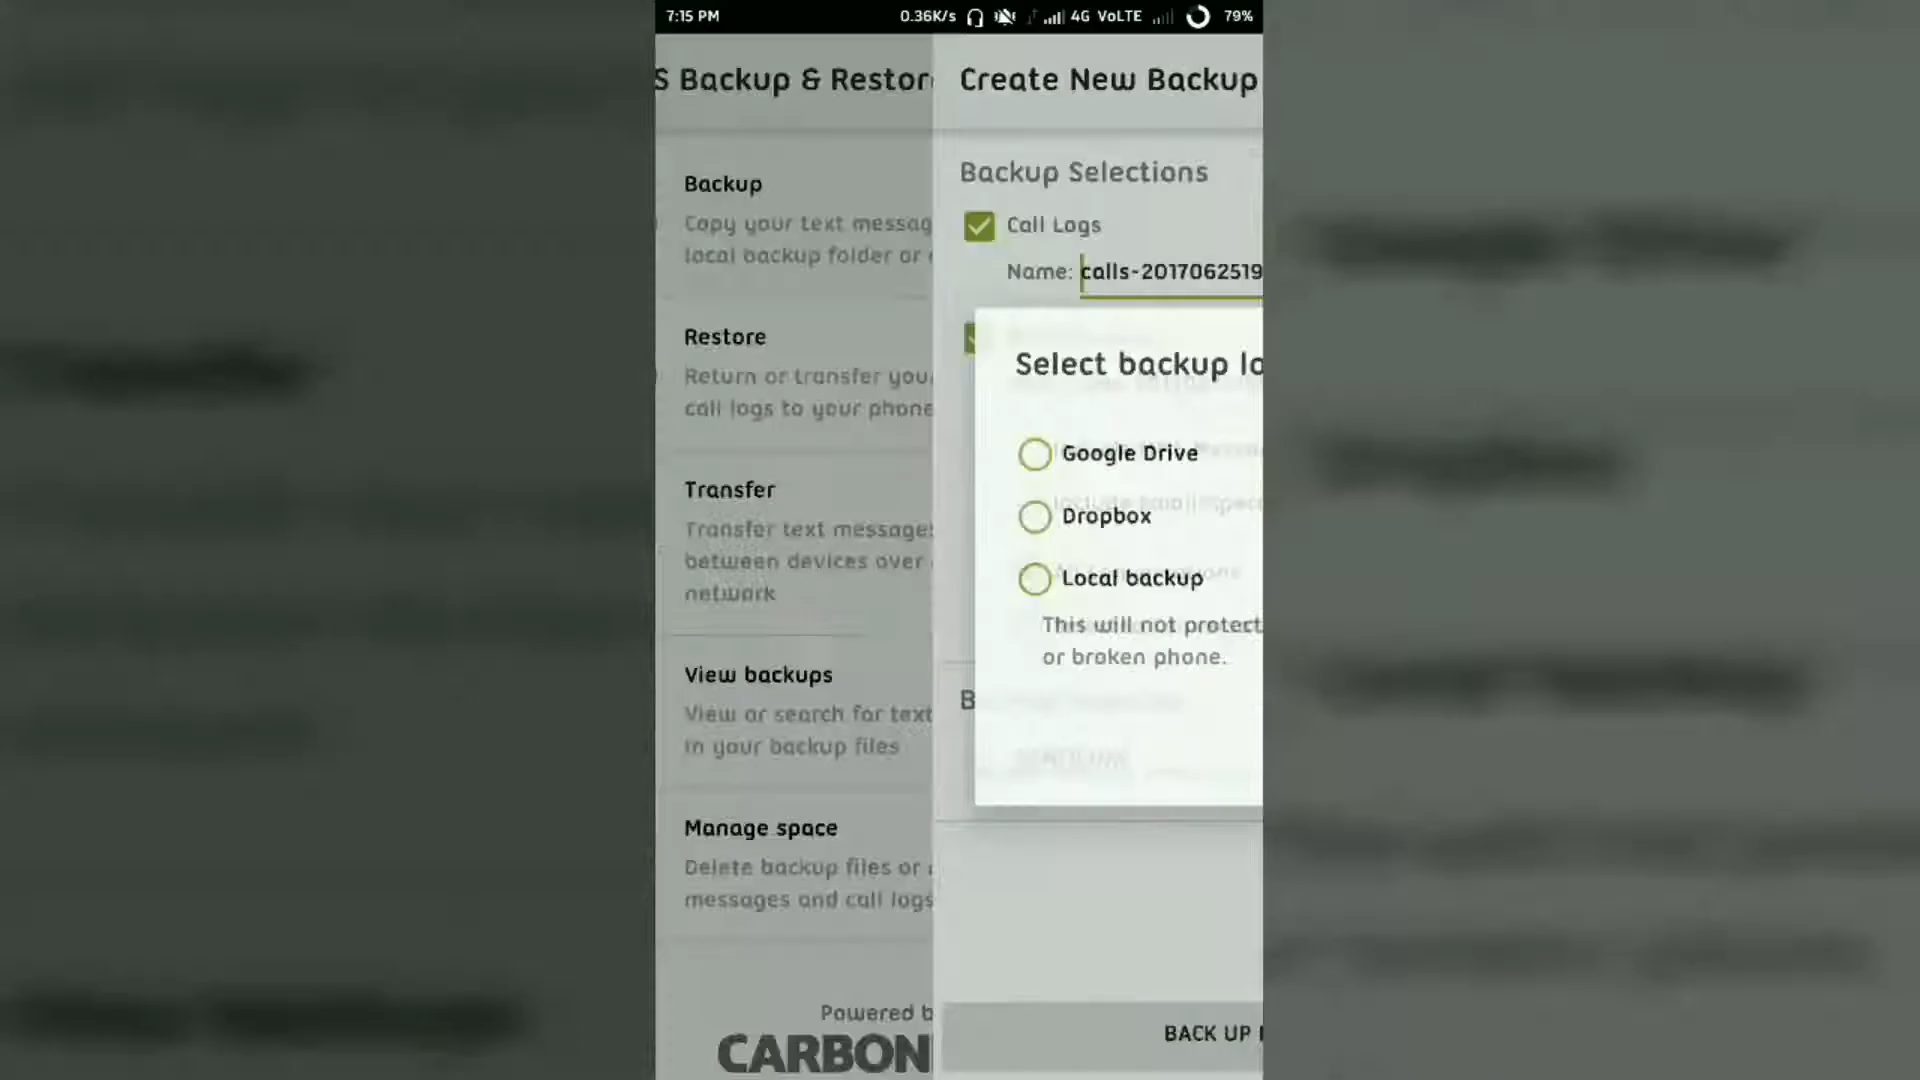 7:15 PM
0.36K/s 4G VoLTE 79%
S Backup & Restor
Backup
Copy your text messag
local backup folder or
Restore
Return or transfer you
call logs to your phone
Transfer
Transfer text messages
between devices over
network
View backups
View or search for text
in your backup files
Manage space
Delete backup files or
messages and call logs
Powered b
CARBON
Create New Backup
Backup Selections
Call Logs
Name: calls-2017062519
Select backup lo
Google Drive
Dropbox
Local backup
This will not protect
or broken phone.
B
BACK UP